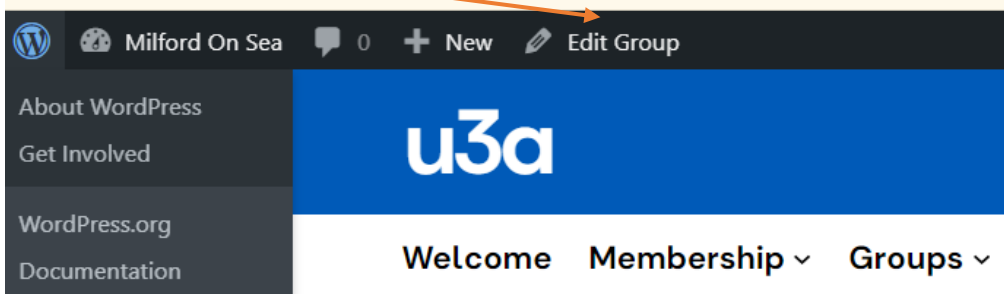 Milford On Sea 0 New Edit Group
About WordPress
Get Involved
WordPress.org
Documentation
u3a
Welcome Membership Groups